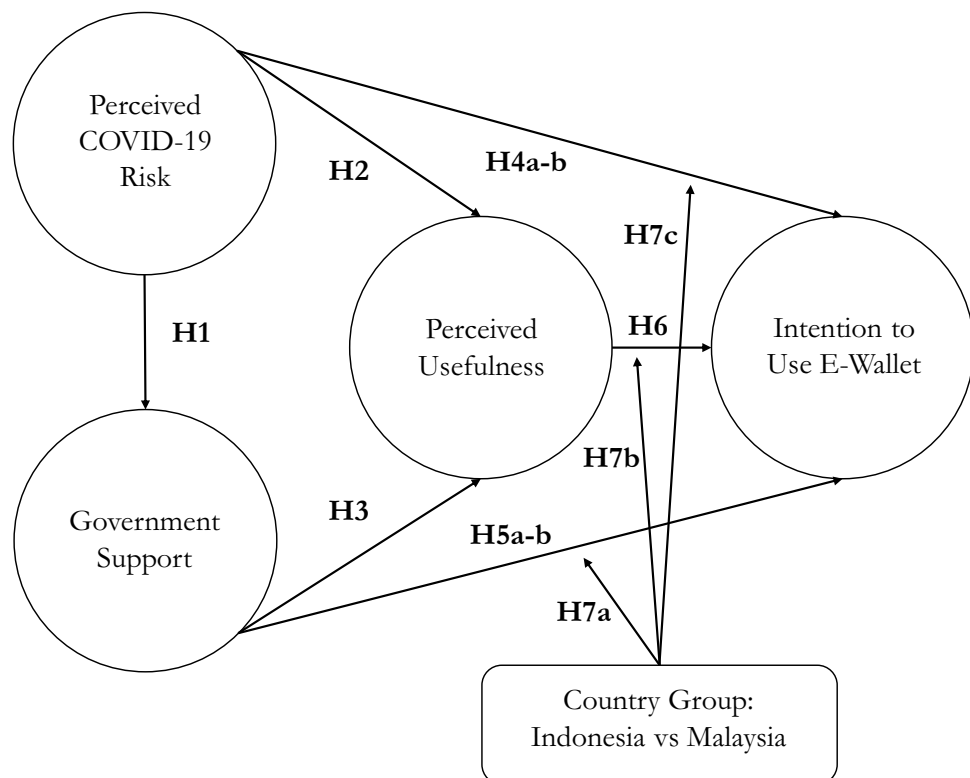 Perceived
COVID-19
Risk
H2
H4a-b
H7c
H1
Perceived
Usefulness
H6
Intention to
Use E-Wallet
H7b
Government
Support
H3
H5a-b
H7a
Country Group:
Indonesia vs Malaysia